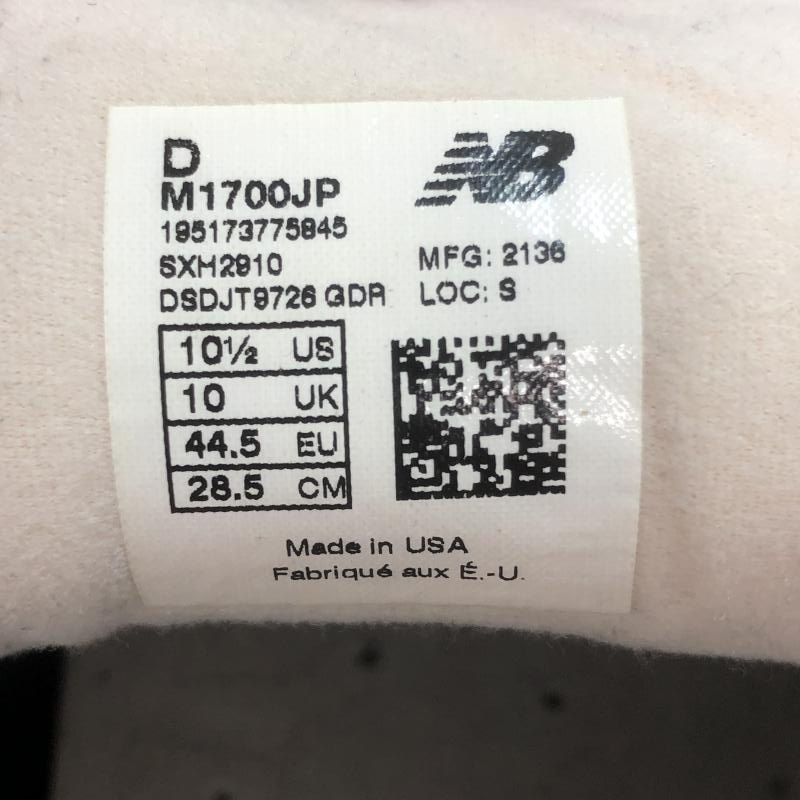 D
M1700JP
195173775845
SXH2910
DSDJT9726 GDR
NB
MFG: 2136
LOC: S
10½ US
10 UK
44.5 EU
28.5 CM
Made in USA
Fabriqué aux É.-U.